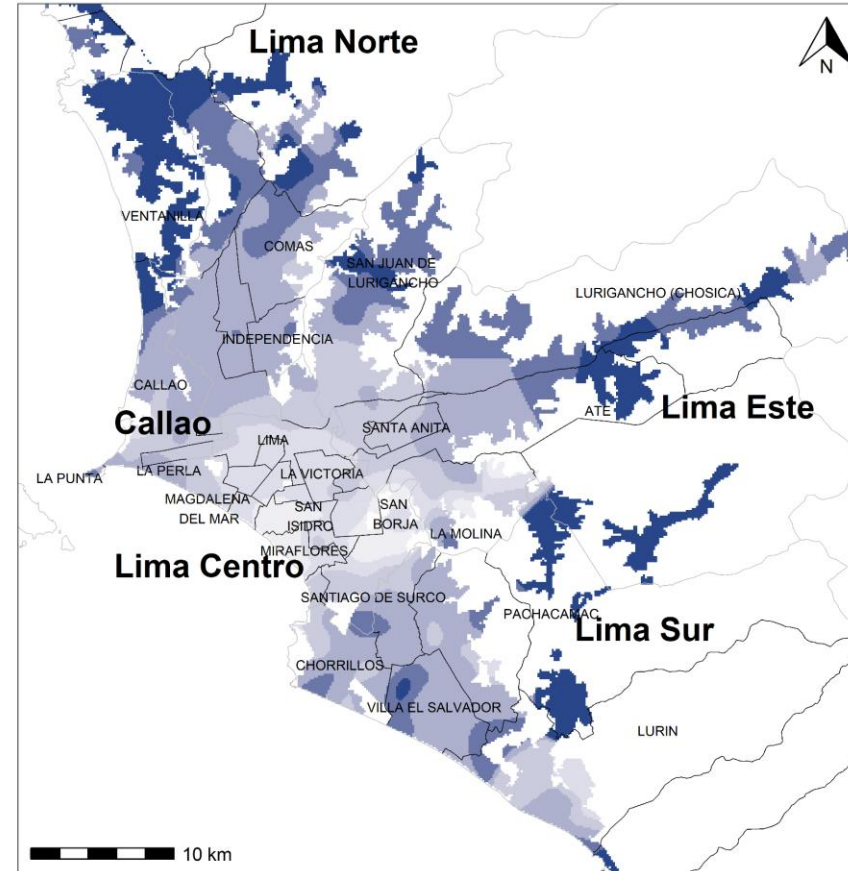 Lima Norte
N
VENTANILLA
COMAS
SAN JUAN DE
LURIGANCHO
LURIGANCHO (CHOSICA)
INDEPENDENCIA
CALLAO
Callao
ATE
Lima Este
LIMA
SANTA ANITA
LA PUNTA
LA PERLA
LA VICTORIA
MAGDALENA
DEL MAR
SAN
ISIDRO
SAN
BORJA
LA MOLINA
MIRAFLORES
Lima Centro
SANTIAGO DE SURCO
PACHACAMAC
Lima Sur
CHORRILLOS
VILLA EL SALVADOR
LURIN
10 km